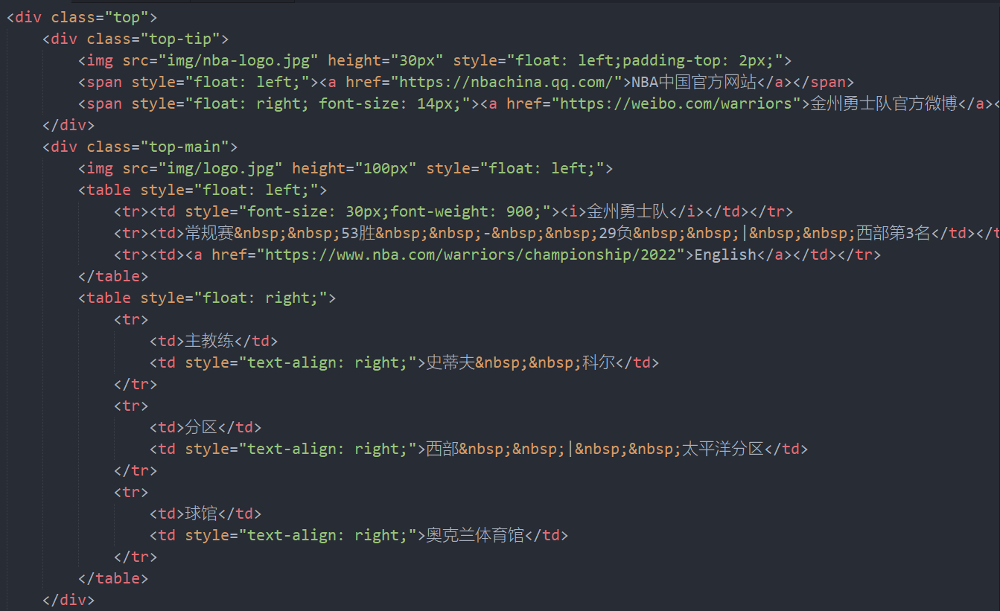 <div class="top">
<div class="top-tip">
<img src="img/nba-logo.jpg" height="30px" style="float: left;padding-top: 2px;">
<span style="float: left;"><a href="https://nbachina.qq.com/">NBA中国官方网站</a></span>
<span style="float: right; font-size: 14px;"><a href="https://weibo.com/warriors">金州勇士队官方微博</a><
</div>
<div class="top-main">
<img src="img/logo.jpg" height="100px" style="float: left;">
<table style="float: left;">
<tr><td style="font-size: 30px;font-weight: 900;"><i>金州勇士队</i></td></tr>
<tr><td>常规赛&nbsp;&nbsp;53胜&nbsp;&nbsp;-&nbsp;&nbsp;29负&nbsp;&nbsp;|&nbsp;&nbsp;西部第3名</td></t
<tr><td><a href="https://www.nba.com/warriors/championship/2022">English</a></td></tr>
</table>
<table style="float: right;">
<tr>
<td>主教练</td>
<td style="text-align: right;">史蒂夫&nbsp;&nbsp;科尔</td>
</tr>
<tr>
<td>分区</td>
<td style="text-align: right;">西部&nbsp;&nbsp;|&nbsp;&nbsp;太平洋分区</td>
</tr>
<tr>
<td>球馆</td>
<td style="text-align: right;">奥克兰体育馆</td>
</tr>
</table>
</div>